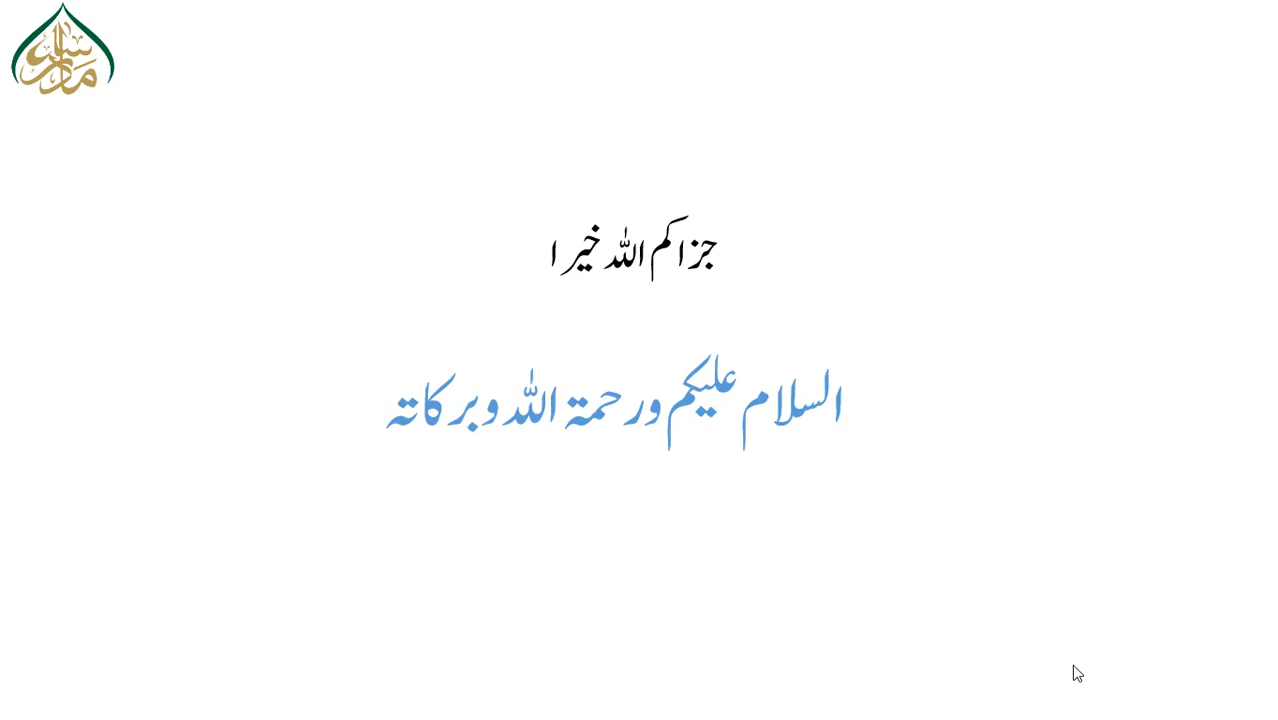 جزاکم اللہ خیرا
السلام علیکم ورحمۃ اللہ وبرکاتہ